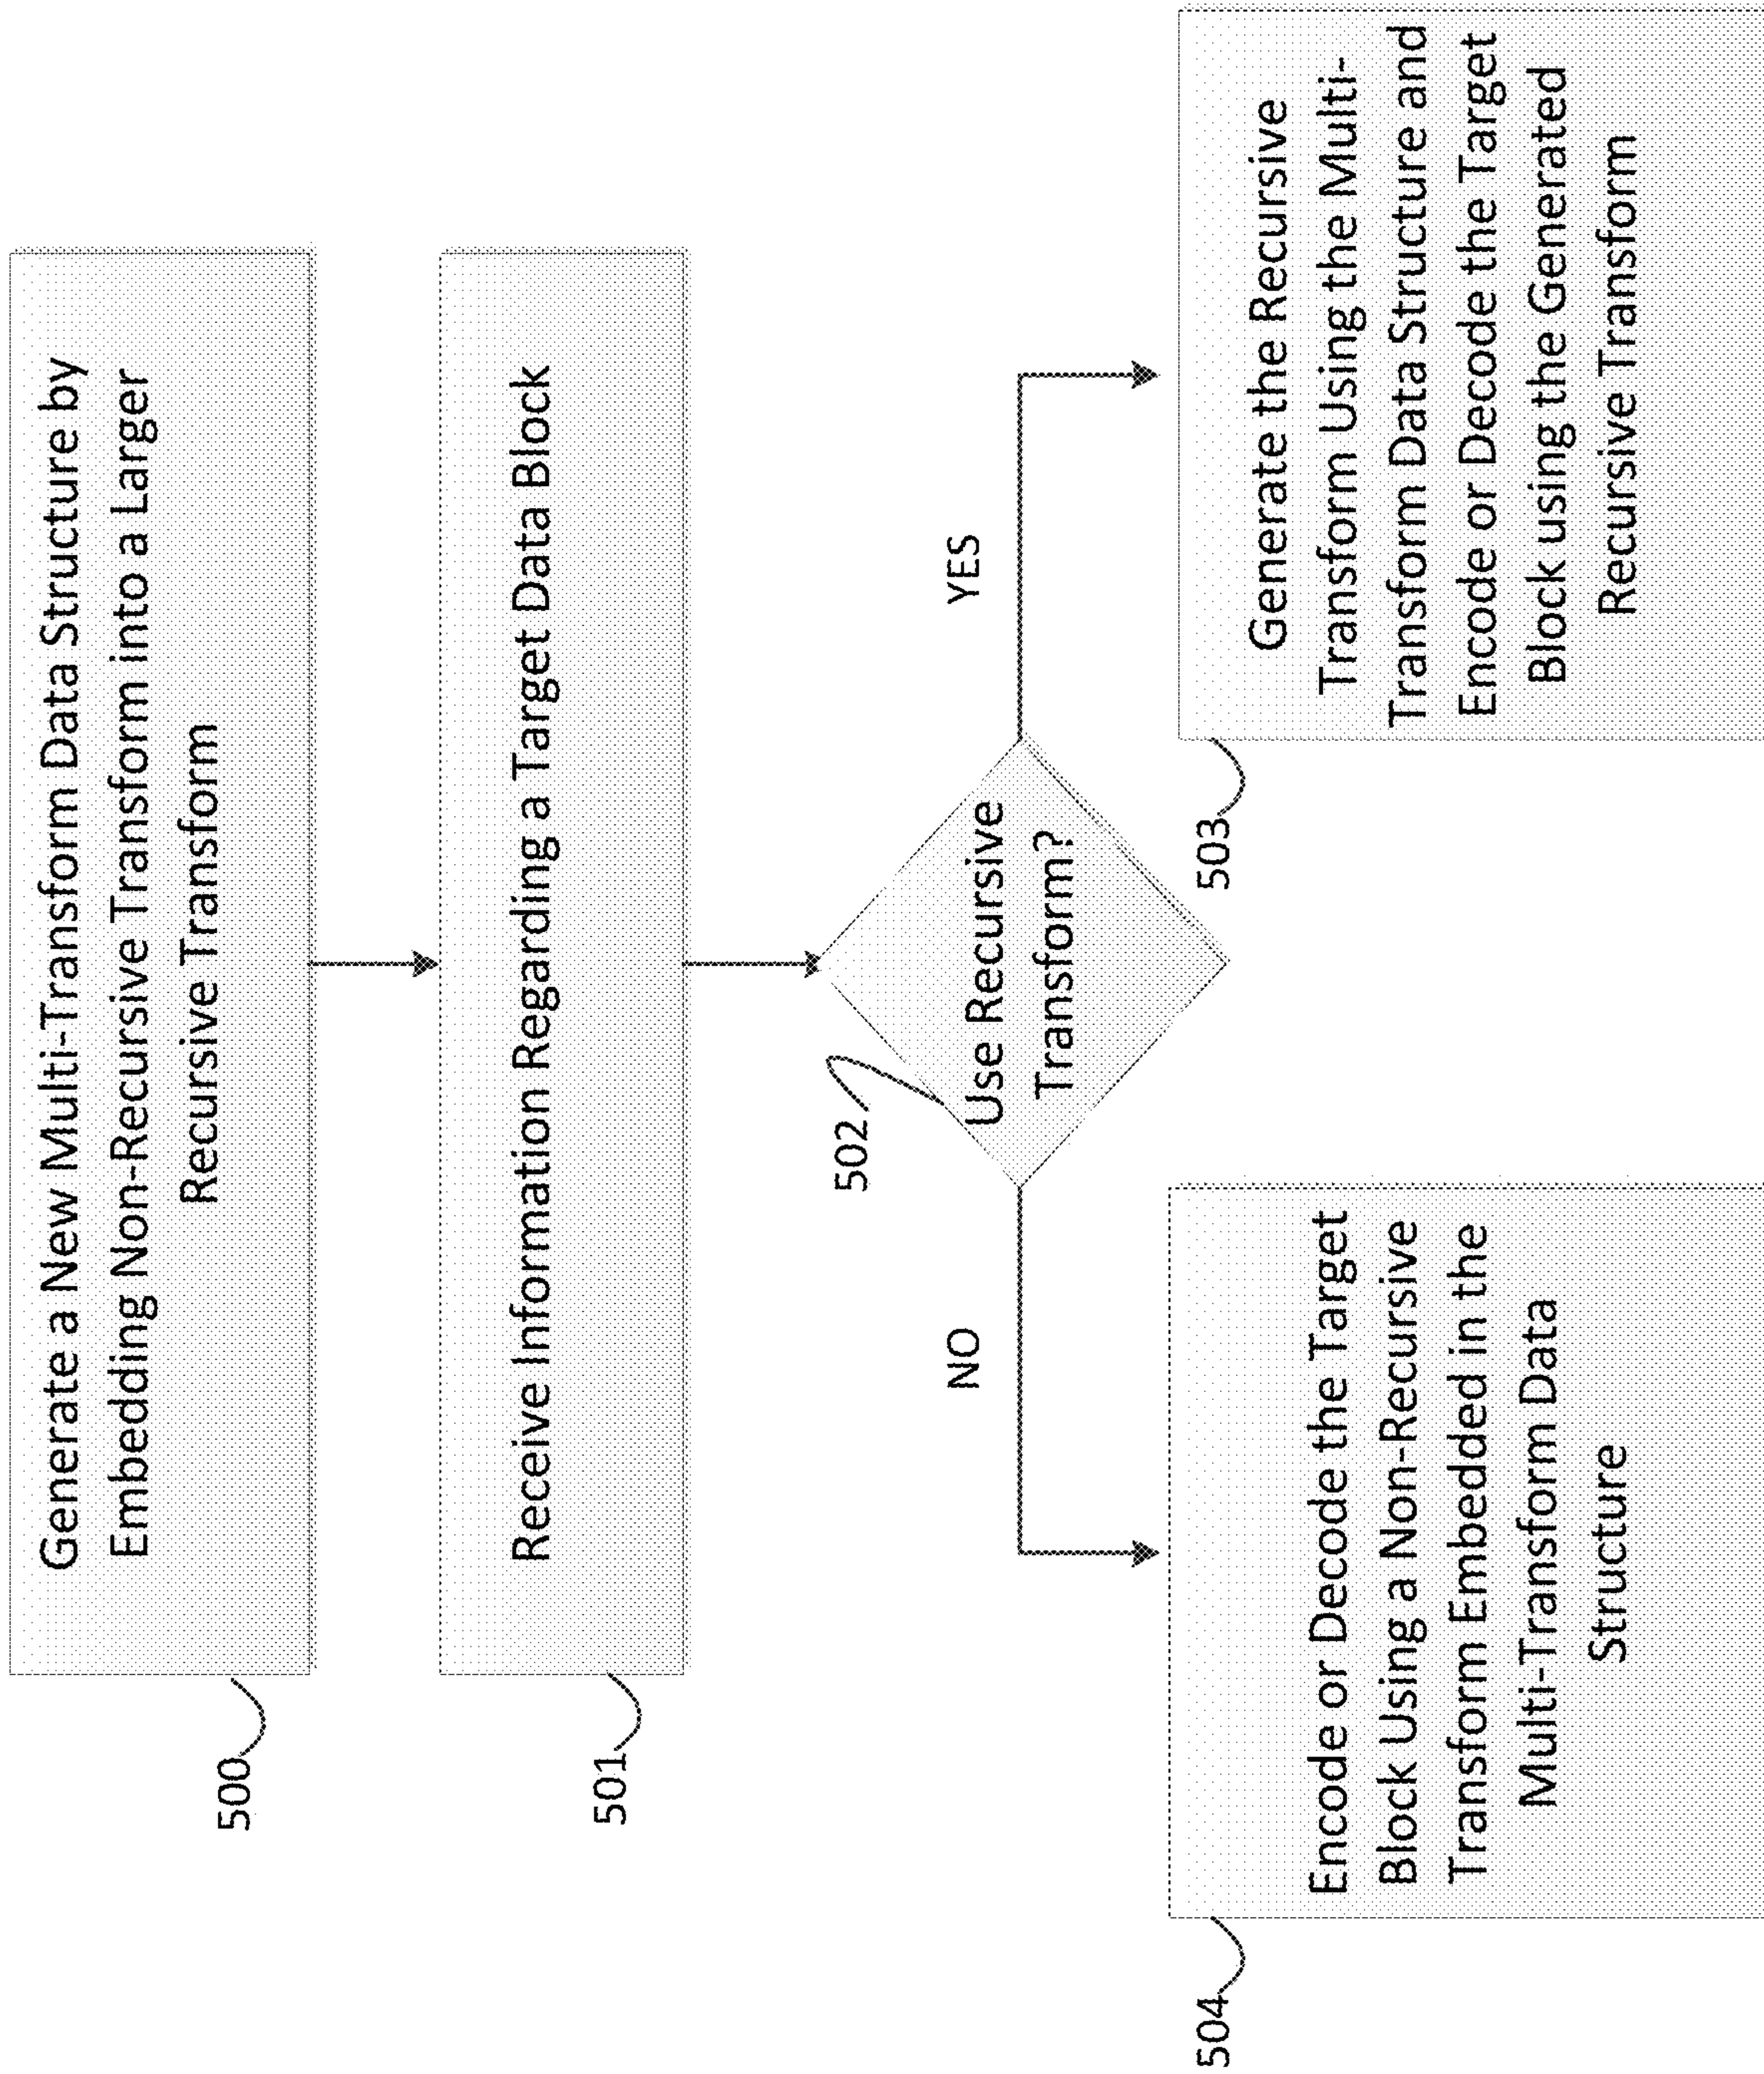 Generate a New Multi-Transform Data Structure by
Embedding Non-Recursive Transform into a Larger
Recursive Transform
500
Receive Information Regarding a Target Data Block
501
502
Use Recursive
Transform?
NO
YES
504
Encode or Decode the Target
Block Using a Non-Recursive
Transform Embedded in the
Multi-Transform Data
Structure
503
Generate the Recursive
Transform Using the Multi-
Transform Data Structure and
Encode or Decode the Target
Block using the Generated
Recursive Transform